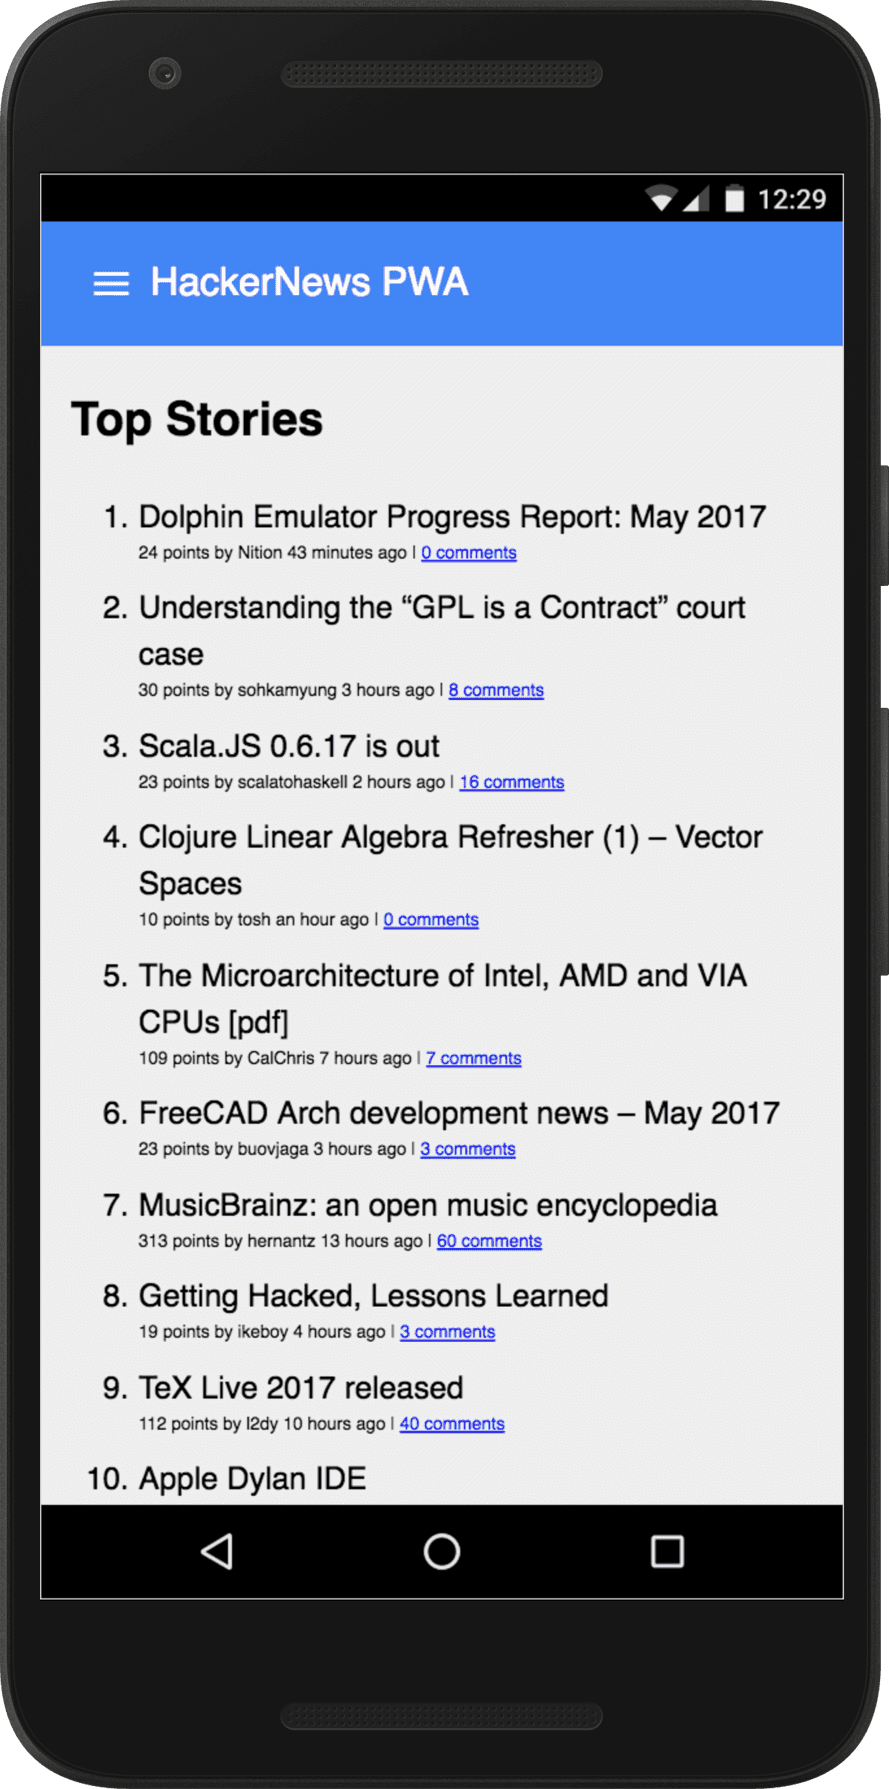 12:29
HackerNews PWA
Top Stories
1. Dolphin Emulator Progress Report: May 2017
24 points by Nition 43 minutes ago | 0 comments
2. Understanding the “GPL is a Contract” court
case
30 points by sohkamyung 3 hours ago | 8 comments
3. Scala.JS 0.6.17 is out
23 points by scalatohaskell 2 hours ago | 16 comments
4. Clojure Linear Algebra Refresher (1) – Vector
Spaces
10 points by tosh an hour ago | 0 comments
5. The Microarchitecture of Intel, AMD and VIA
CPUs [pdf]
109 points by CalChris 7 hours ago | 7 comments
6. FreeCAD Arch development news – May 2017
23 points by buovjaga 3 hours ago | 3 comments
7. MusicBrainz: an open music encyclopedia
313 points by hernantz 13 hours ago | 60 comments
8. Getting Hacked, Lessons Learned
19 points by ikeboy 4 hours ago | 3 comments
9. TeX Live 2017 released
112 points by l2dy 10 hours ago | 40 comments
10. Apple Dylan IDE